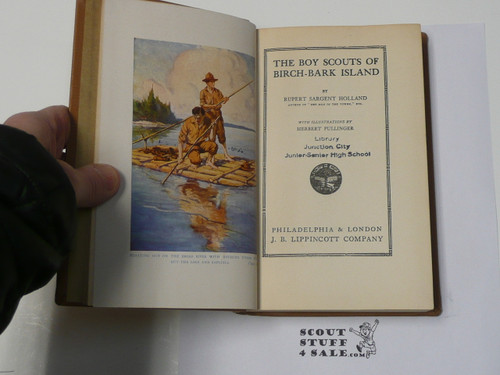 THE BOY SCOUTS OF
BIRCH-BARK ISLAND
BY
RUPERT SARGENT HOLLAND
WITH ILLUSTRATIONS BY
HERBERT PULLINGER
Library
Junction City
Junior-Senior High School
PHILADELPHIA & LONDON
J. B. LIPPINCOTT COMPANY
SCOUT
STUFF
4 SALE.com